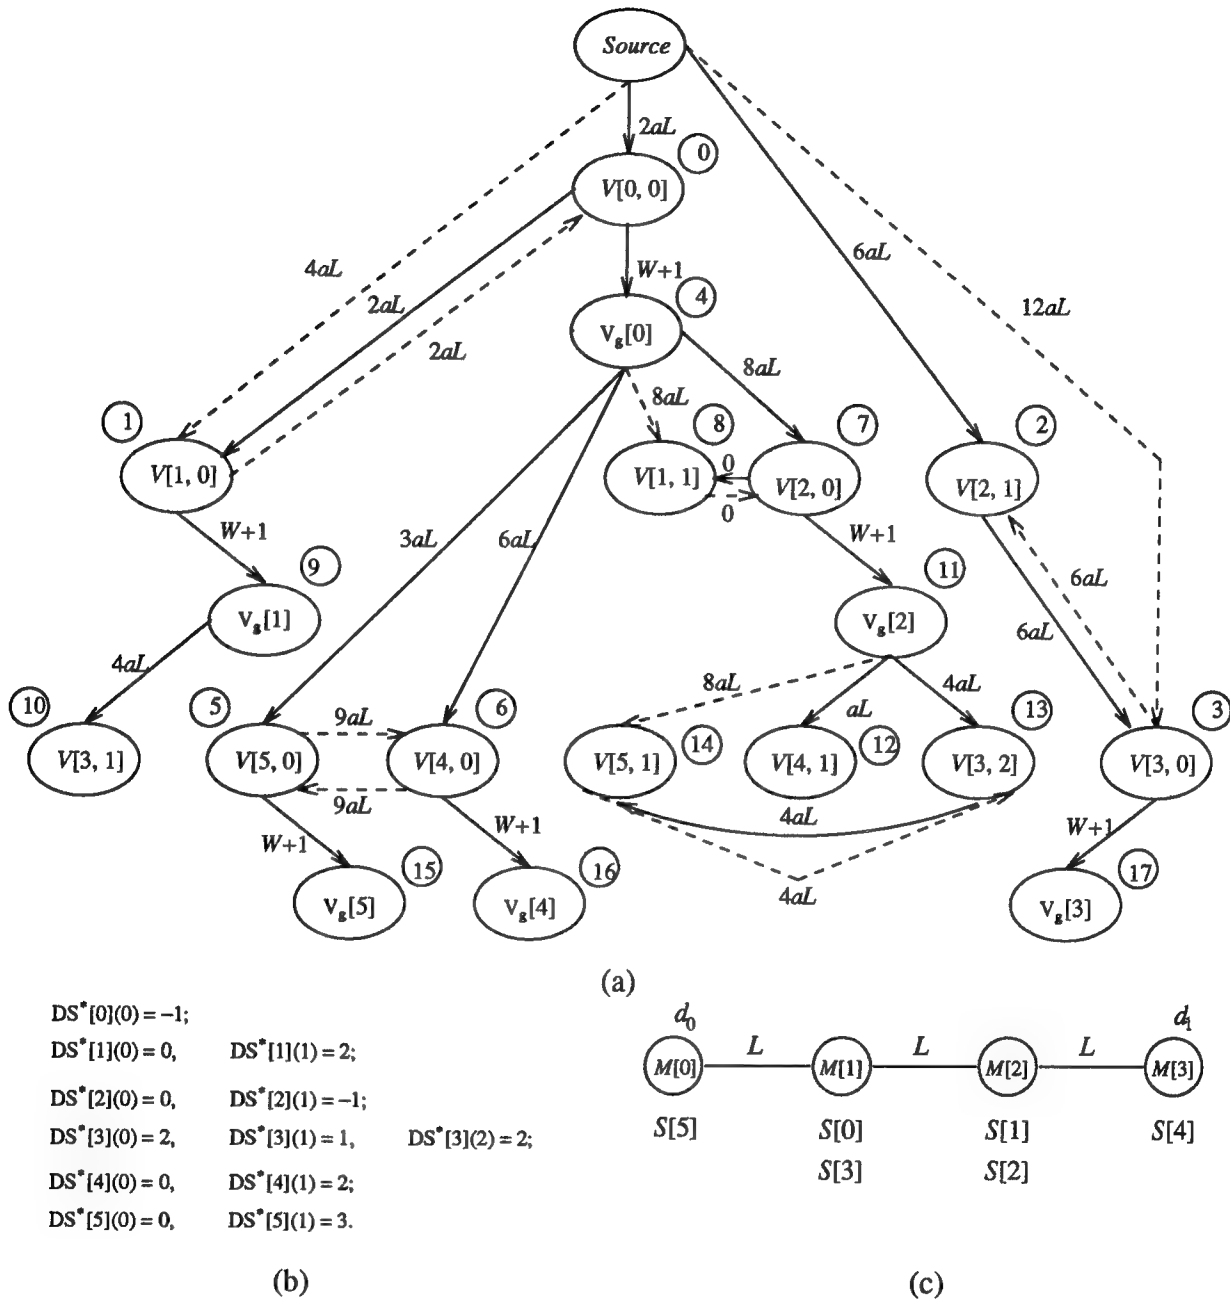 Source
2aL
0
V[0, 0]
4aL
2aL
2aL
W+1
6aL
12aL
4
Vg[0]
8aL
8aL
1
8
7
2
V[1, 0]
V[1, 1]
0
0
V[2, 0]
V[2, 1]
W+1
3aL
6aL
W+1
6aL
6aL
9
11
Vg[1]
Vg[2]
4aL
8aL
aL
4aL
10
5
9aL
6
14
12
13
3
V[3, 1]
V[5, 0]
V[4, 0]
V[5, 1]
V[4, 1]
V[3, 2]
V[3, 0]
9aL
4aL
W+1
W+1
W+1
15
16
4aL
17
Vg[5]
Vg[4]
Vg[3]
(a)
DS*[0](0) = −1;
DS*[1](0) = 0, DS*[1](1) = 2;
DS*[2](0) = 0, DS*[2](1) = −1;
DS*[3](0) = 2, DS*[3](1) = 1, DS*[3](2) = 2;
DS*[4](0) = 0, DS*[4](1) = 2;
DS*[5](0) = 0, DS*[5](1) = 3.
(b)
d0 d1
M[0] L M[1] L M[2] L M[3]
S[5] S[0] S[1] S[4]
S[3] S[2]
(c)